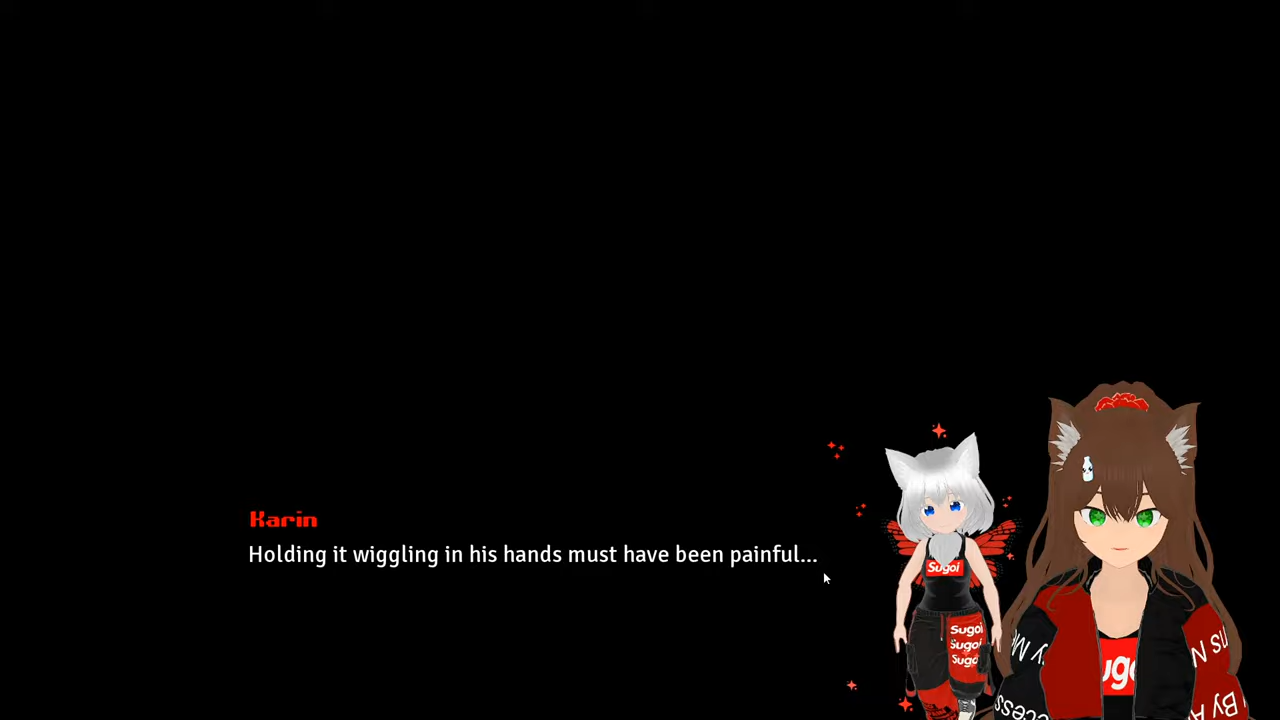 Karin
Holding it wiggling in his hands must have been painful...
Sugoi
Sugoi
Sugoi
Sugoi